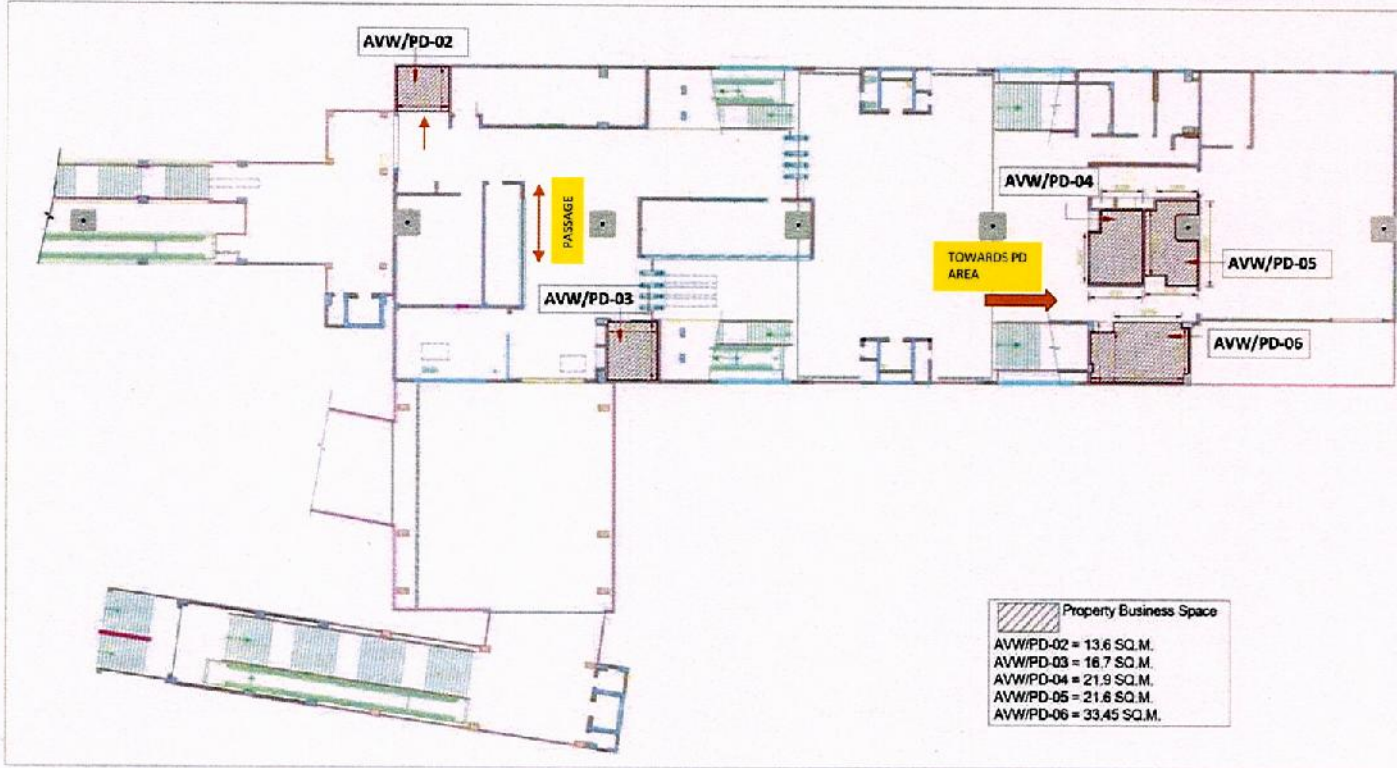 AVW/PD-02
AVW/PD-04
PASSAGE
TOWARDS PD
AREA
AVW/PD-05
AVW/PD-03
AVW/PD-06
Property Business Space
AVW/PD-02 = 13.6 SQ.M.
AVW/PD-03 = 16.7 SQ.M.
AVW/PD-04 = 21.9 SQ.M.
AVW/PD-05 = 21.6 SQ.M.
AVW/PD-06 = 33.45 SQ.M.